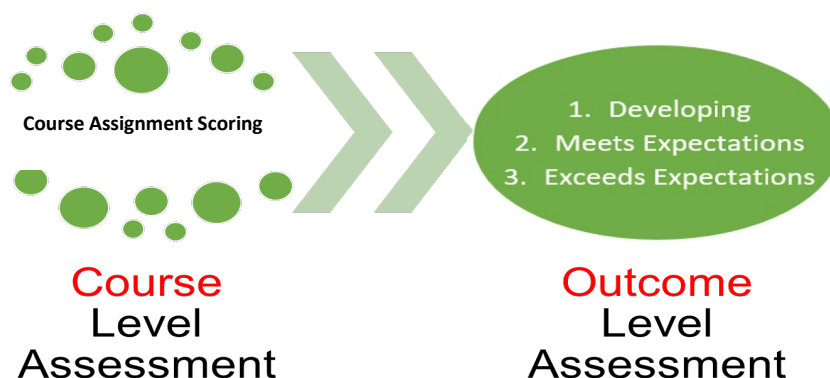 Course Assignment Scoring
1. Developing
2. Meets Expectations
3. Exceeds Expectations
Course
Level
Assessment
Outcome
Level
Assessment